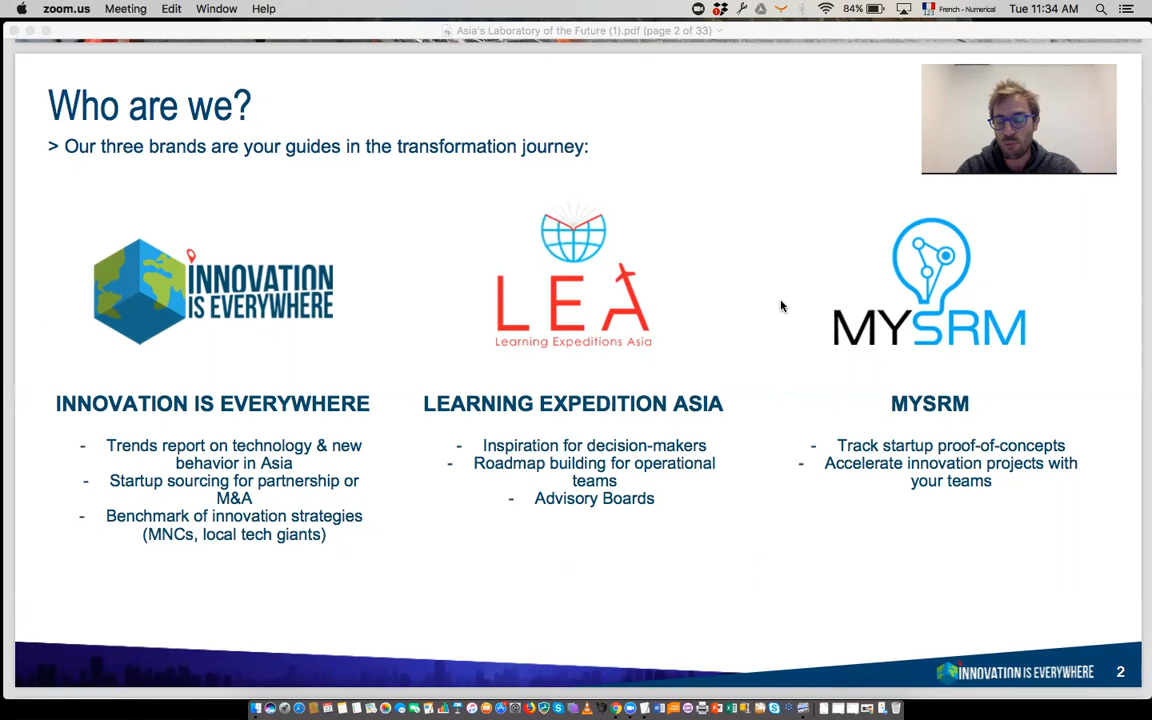 zoom.us Meeting Edit Window Help 84% 123 French - Numerical Tue 11:34 AM
Asia's Laboratory of the Future (1).pdf (page 2 of 33)
Who are we?
> Our three brands are your guides in the transformation journey:
INNOVATION
IS EVERYWHERE
LEA
Learning Expeditions Asia
MYSRM
INNOVATION IS EVERYWHERE
- Trends report on technology & new
behavior in Asia
- Startup sourcing for partnership or
M&A
- Benchmark of innovation strategies
(MNCs, local tech giants)
LEARNING EXPEDITION ASIA
- Inspiration for decision-makers
- Roadmap building for operational
teams
- Advisory Boards
MYSRM
- Track startup proof-of-concepts
- Accelerate innovation projects with
your teams
INNOVATION IS EVERYWHERE 2